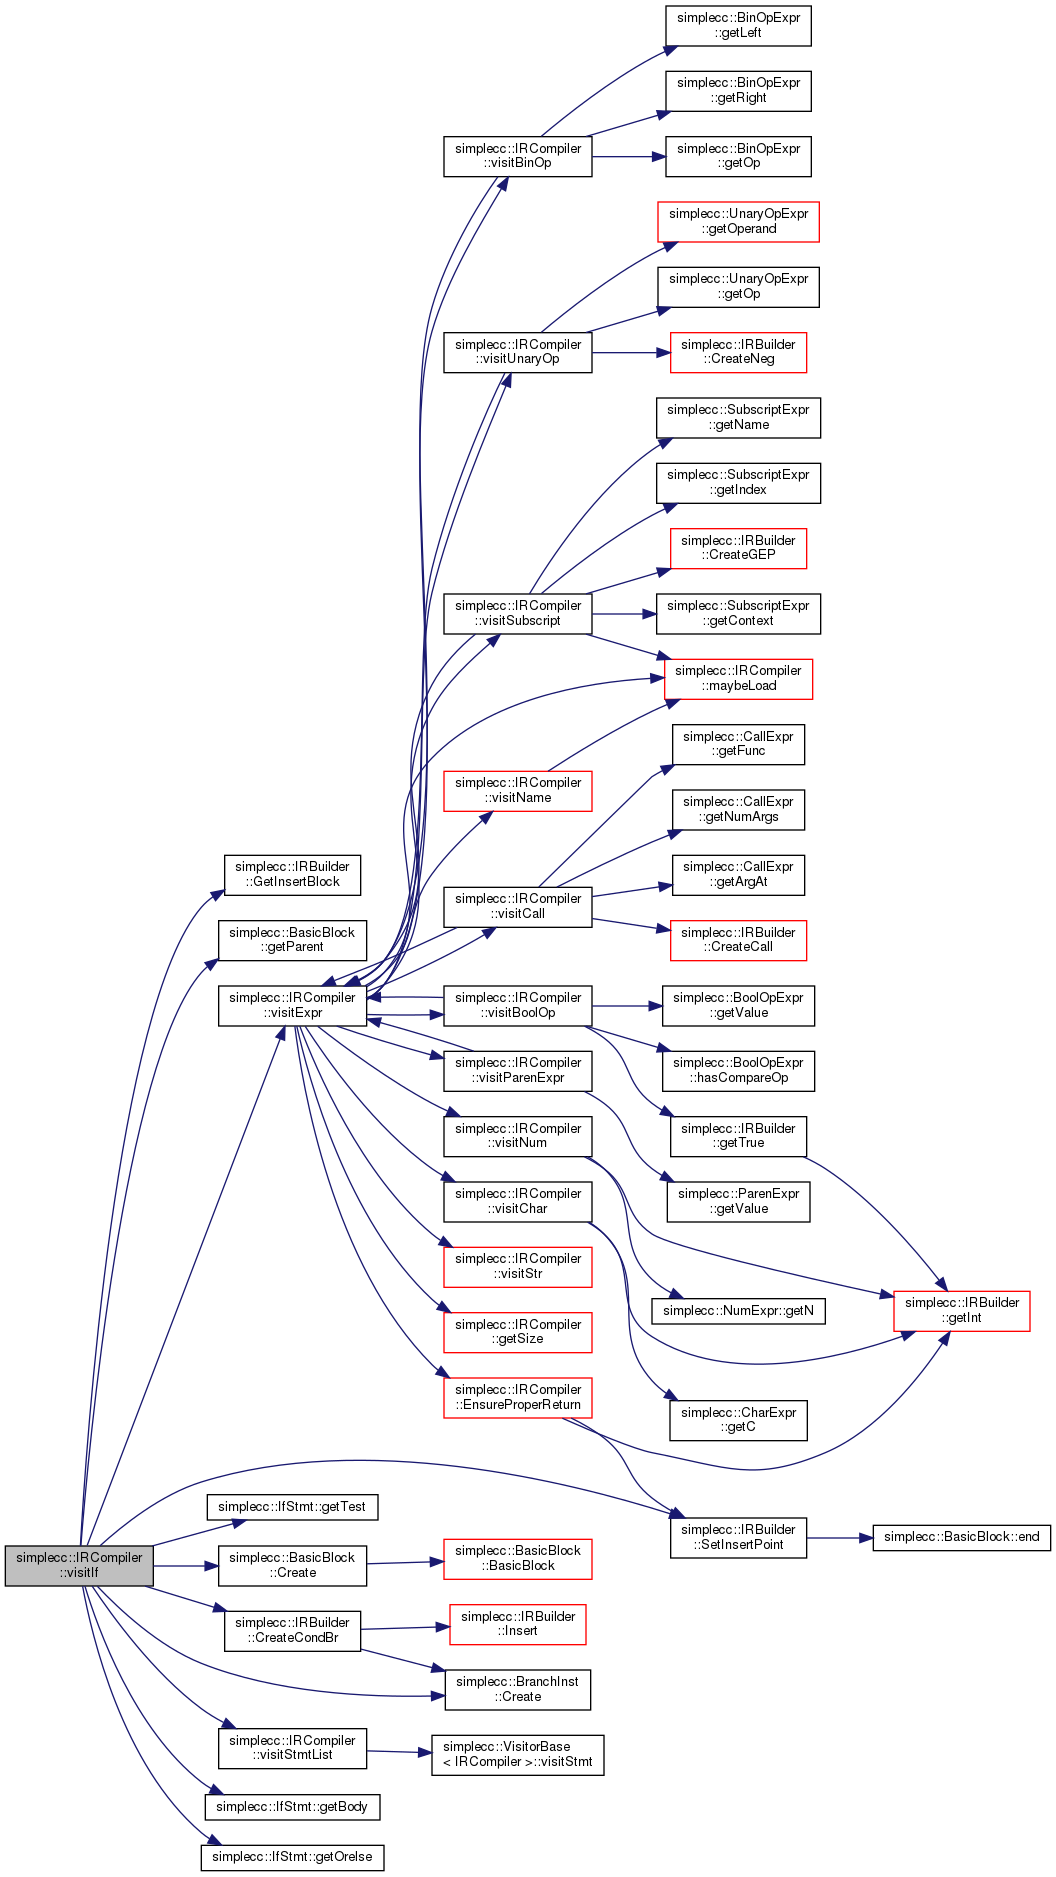 simplecc::BinOpExpr
::getLeft
simplecc::BinOpExpr
::getRight
simplecc::IRCompiler
::visitBinOp
simplecc::BinOpExpr
::getOp
simplecc::UnaryOpExpr
::getOperand
simplecc::UnaryOpExpr
::getOp
simplecc::IRCompiler
::visitUnaryOp
simplecc::IRBuilder
::CreateNeg
simplecc::SubscriptExpr
::getName
simplecc::SubscriptExpr
::getIndex
simplecc::IRBuilder
::CreateGEP
simplecc::IRCompiler
::visitSubscript
simplecc::SubscriptExpr
::getContext
simplecc::IRCompiler
::maybeLoad
simplecc::CallExpr
::getFunc
simplecc::IRCompiler
::visitName
simplecc::CallExpr
::getNumArgs
simplecc::IRBuilder
::GetInsertBlock
simplecc::CallExpr
::getArgAt
simplecc::IRCompiler
::visitCall
simplecc::BasicBlock
::getParent
simplecc::IRBuilder
::CreateCall
simplecc::IRCompiler
::visitExpr
simplecc::IRCompiler
::visitBoolOp
simplecc::BoolOpExpr
::getValue
simplecc::IRCompiler
::visitParenExpr
simplecc::BoolOpExpr
::hasCompareOp
simplecc::IRCompiler
::visitNum
simplecc::IRBuilder
::getTrue
simplecc::IRCompiler
::visitChar
simplecc::ParenExpr
::getValue
simplecc::IRCompiler
::visitStr
simplecc::NumExpr::getN
simplecc::IRBuilder
::getInt
simplecc::IRCompiler
::getSize
simplecc::IRCompiler
::EnsureProperReturn
simplecc::CharExpr
::getC
simplecc::IfStmt::getTest
simplecc::IRBuilder
::SetInsertPoint
simplecc::BasicBlock::end
simplecc::IRCompiler
::visitIf
simplecc::BasicBlock
::Create
simplecc::BasicBlock
::BasicBlock
simplecc::IRBuilder
::CreateCondBr
simplecc::IRBuilder
::Insert
simplecc::BranchInst
::Create
simplecc::IRCompiler
::visitStmtList
simplecc::VisitorBase
< IRCompiler >::visitStmt
simplecc::IfStmt::getBody
simplecc::IfStmt::getOrelse